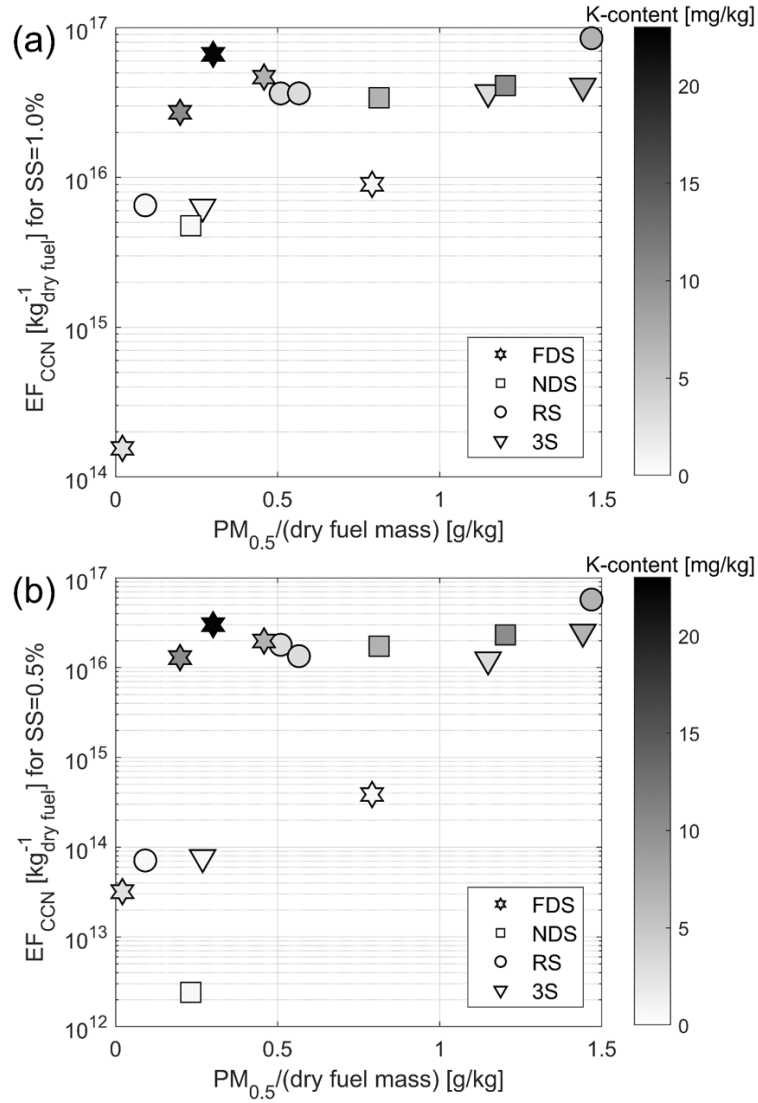 (a)
K-content [mg/kg]
EF_CCN [kg^-1_dry fuel] for SS=1.0%
10^17
10^16
10^15
10^14
0
0.5
1
1.5
PM_0.5/(dry fuel mass) [g/kg]
FDS
NDS
RS
3S
20
15
10
5
0
(b)
K-content [mg/kg]
EF_CCN [kg^-1_dry fuel] for SS=0.5%
10^17
10^16
10^15
10^14
10^13
10^12
0
0.5
1
1.5
PM_0.5/(dry fuel mass) [g/kg]
FDS
NDS
RS
3S
20
15
10
5
0